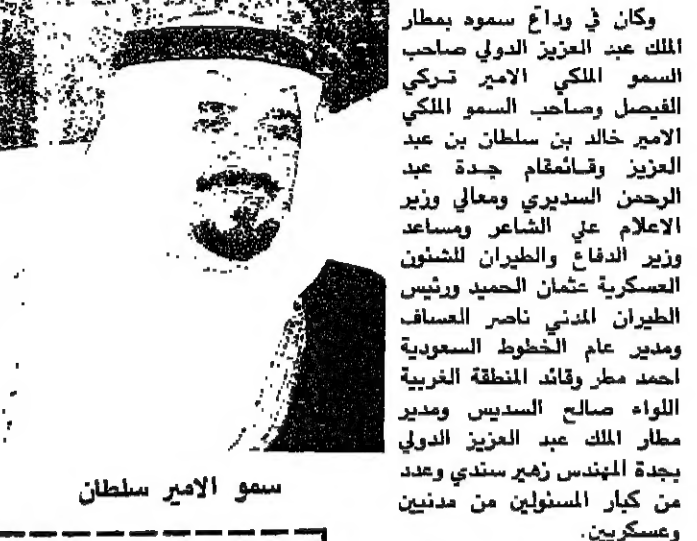 وكان في وداع سموه بمطار
الملك عبد العزيز الدولي صاحب
السمو الملكي الامير تركي
الفيصل وصاحب السمو الملكي
الامير خالد بن سلطان بن عبد
العزيز وقائمقام جدة عبد
الرحمن السديري ومعالي وزير
الاعلام علي الشاعر ومساعد
وزير الدفاع والطيران للشئون
العسكرية عثمان الحميد ورئيس
الطيران المدني ناصر العساف
ومدير عام الخطوط السعودية
احمد مطر وقائد المنطقة الغربية
اللواء صالح السديس ومدير
مطار الملك عبد العزيز الدولي
بجدة المهندس زهير سندي وعدد
من كبار المسئولين من مدنيين
وعسكريين.
سمو الامير سلطان